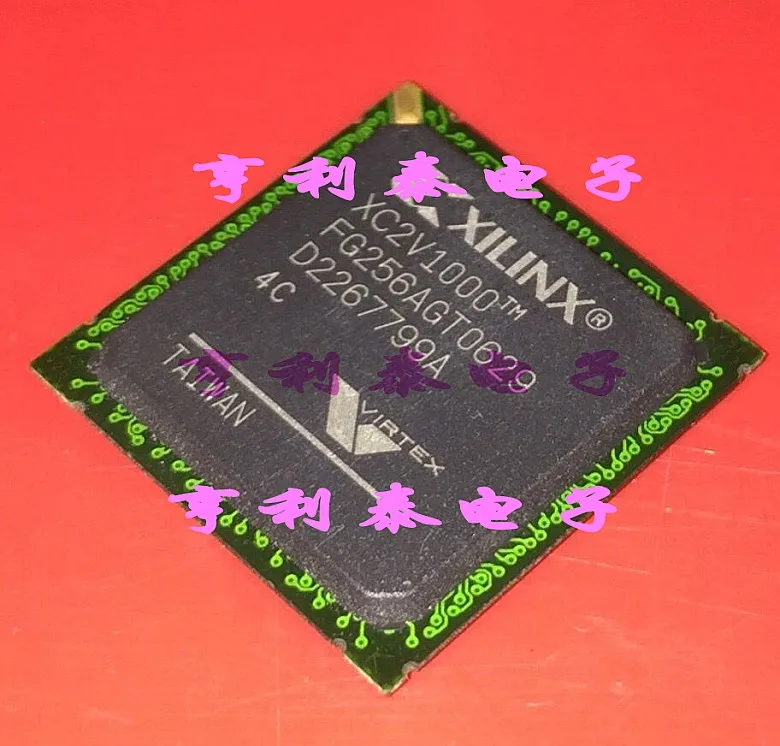 亨利泰电子
XILINX®
XC2V1000™
FG256AGT0629
D2267799A
4C
亨利泰电子
TAIWAN
VIRTEX
亨利泰电子